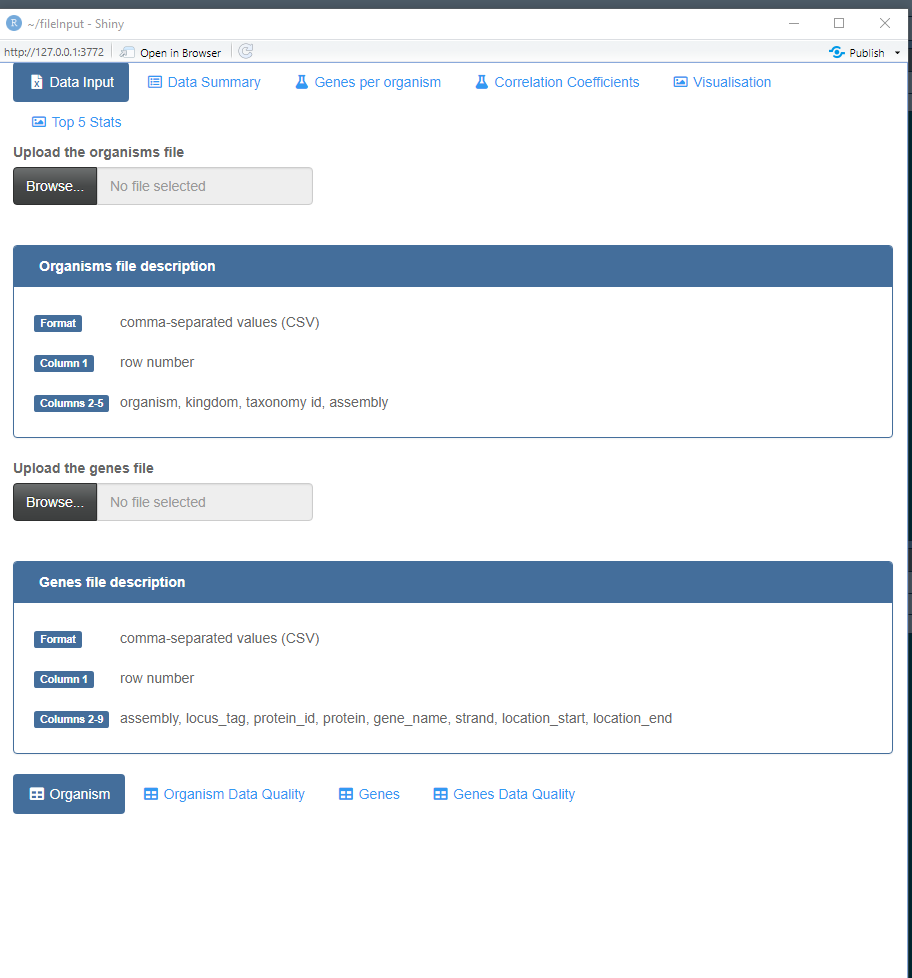 R ~/fileInput - Shiny
http://127.0.0.1:3772 Open in Browser Publish
Data Input Data Summary Genes per organism Correlation Coefficients Visualisation
Top 5 Stats
Upload the organisms file
Browse... No file selected
Organisms file description
Format comma-separated values (CSV)
Column 1 row number
Columns 2-5 organism, kingdom, taxonomy id, assembly
Upload the genes file
Browse... No file selected
Genes file description
Format comma-separated values (CSV)
Column 1 row number
Columns 2-9 assembly, locus_tag, protein_id, protein, gene_name, strand, location_start, location_end
Organism Organism Data Quality Genes Genes Data Quality